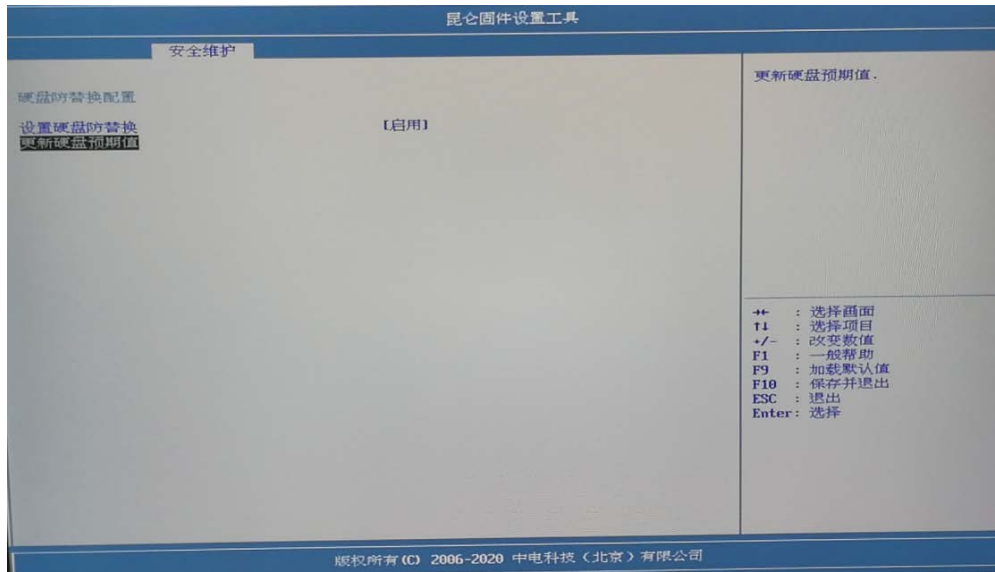 昆仑固件设置工具
安全维护
硬盘防替换配置
设置硬盘防替换 [启用]
更新硬盘预期值
更新硬盘预期值.
→← : 选择画面
↑↓ : 选择项目
+/- : 改变数值
F1 : 一般帮助
F9 : 加载默认值
F10 : 保存并退出
ESC : 退出
Enter: 选择
版权所有(C) 2006-2020 中电科技（北京）有限公司